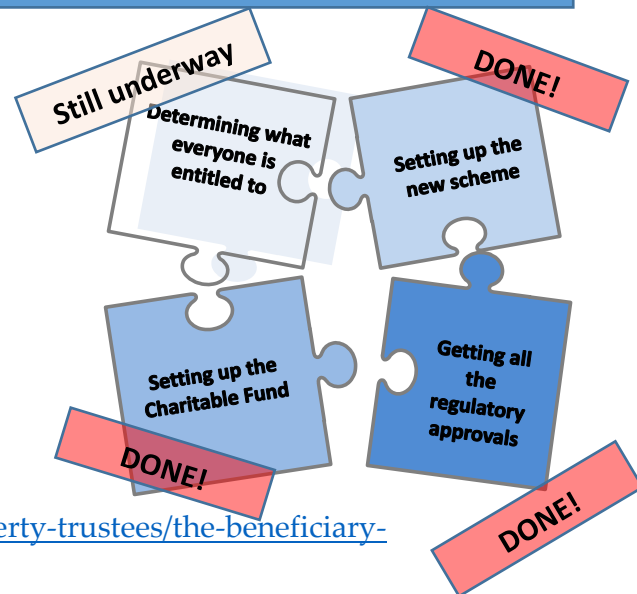 Still underway
DONE!
Determining what
everyone is
entitled to
Setting up the
new scheme
Setting up the
Charitable Fund
Getting all
the
regulatory
approvals
DONE!
DONE!
erty-trustees/the-beneficiary-